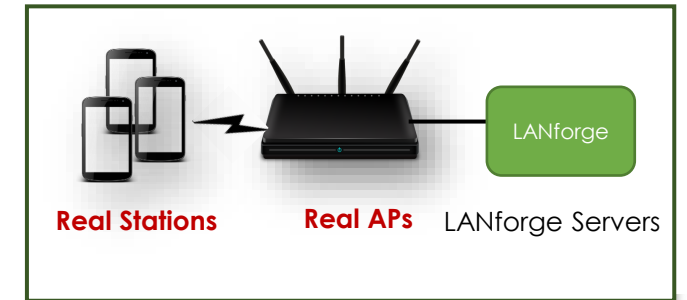 LANforge
Real Stations
Real APs
LANforge Servers